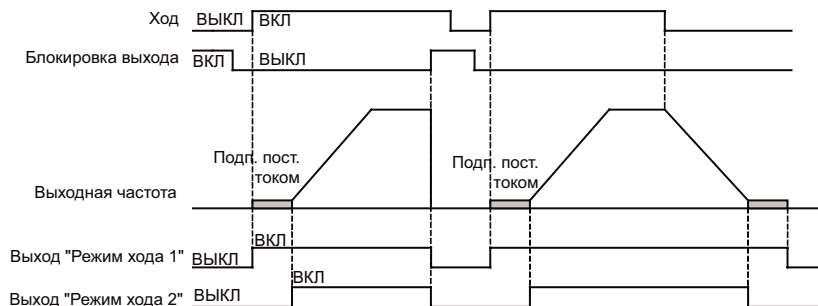 Ход ВЫКЛ ВКЛ
Блокировка выхода ВКЛ ВЫКЛ
Подп. пост. током
Подп. пост. током
Выходная частота
ВКЛ
Выход "Режим хода 1" ВЫКЛ
ВКЛ
Выход "Режим хода 2" ВЫКЛ